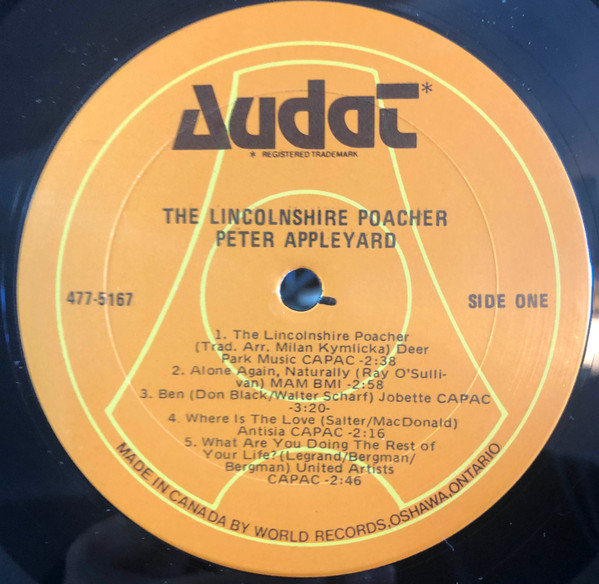 Audat*
* REGISTERED TRADEMARK
THE LINCOLNSHIRE POACHER
PETER APPLEYARD
477-5167
SIDE ONE
1. The Lincolnshire Poacher
(Trad. Arr. Milan Kymlicka) Deer
Park Music CAPAC -2:38
2. Alone Again, Naturally (Ray O'Sulli-
van) MAM BMI -2:58
3. Ben (Don Black/Walter Scharf) Jobette CAPAC
-3:20-
4. Where Is The Love (Salter/MacDonald)
Antisia CAPAC -2:16
5. What Are You Doing The Rest of
Your Life? (Legrand/Bergman/
Bergman) United Artists
CAPAC -2:46
MADE IN CANADA BY WORLD RECORDS, OSHAWA, ONTARIO